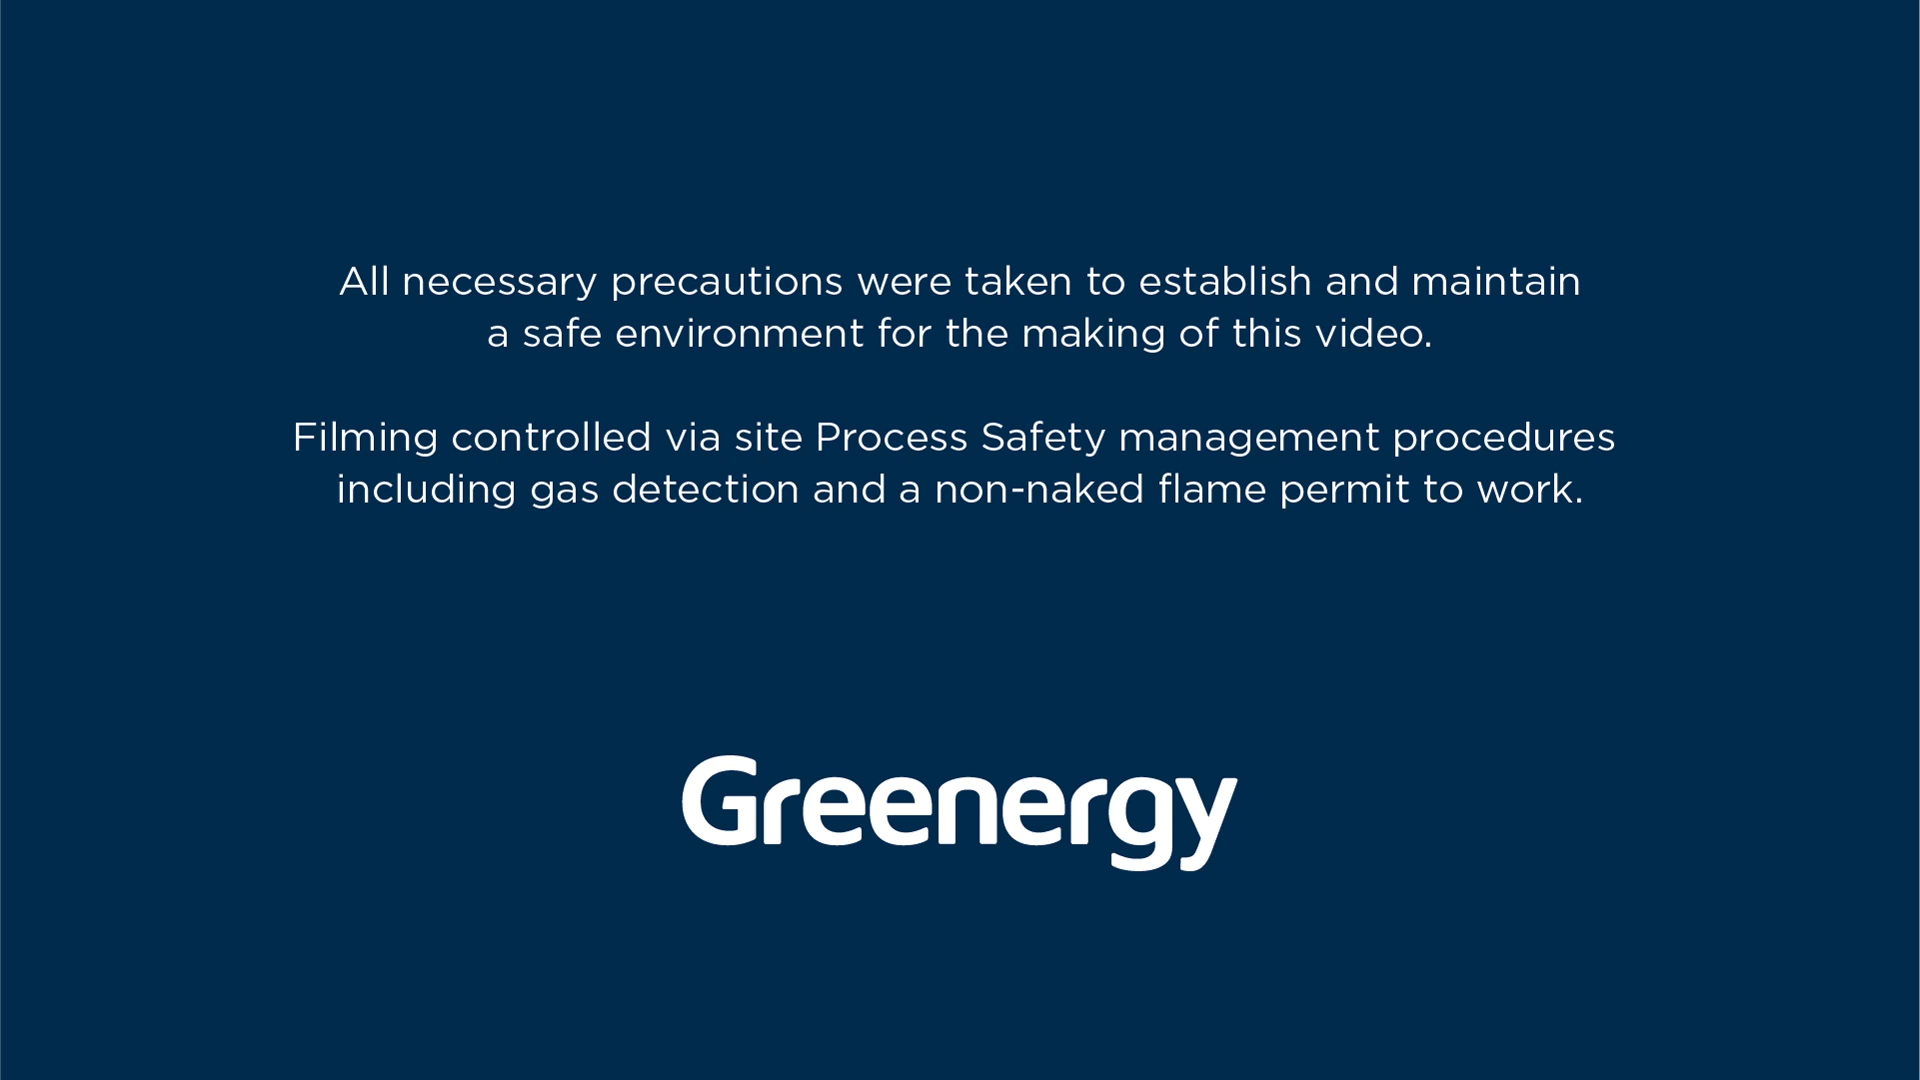 All necessary precautions were taken to establish and maintain
a safe environment for the making of this video.
Filming controlled via site Process Safety management procedures
including gas detection and a non-naked flame permit to work.
Greenergy